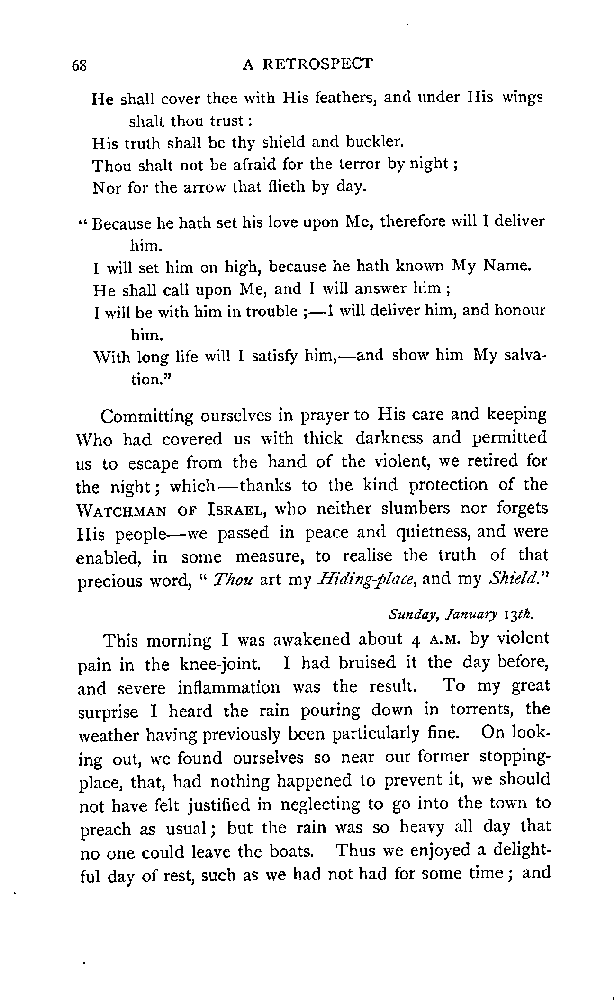 68 A RETROSPECT
He shall cover thee with His feathers, and under His wings
shalt thou trust :
His truth shall be thy shield and buckler.
Thou shalt not be afraid for the terror by night ;
Nor for the arrow that flieth by day.
“ Because he hath set his love upon Me, therefore will I deliver
him.
I will set him on high, because he hath known My Name.
He shall call upon Me, and I will answer him ;
I will be with him in trouble ;—I will deliver him, and honour
him.
With long life will I satisfy him,—and show him My salva-
tion.”
Committing ourselves in prayer to His care and keeping
Who had covered us with thick darkness and permitted
us to escape from the hand of the violent, we retired for
the night ; which—thanks to the kind protection of the
WATCHMAN OF ISRAEL, who neither slumbers nor forgets
His people—we passed in peace and quietness, and were
enabled, in some measure, to realise the truth of that
precious word, “ Thou art my Hiding-place, and my Shield.”
Sunday, January 13th.
This morning I was awakened about 4 A.M. by violent
pain in the knee-joint. I had bruised it the day before,
and severe inflammation was the result. To my great
surprise I heard the rain pouring down in torrents, the
weather having previously been particularly fine. On look-
ing out, we found ourselves so near our former stopping-
place, that, had nothing happened to prevent it, we should
not have felt justified in neglecting to go into the town to
preach as usual ; but the rain was so heavy all day that
no one could leave the boats. Thus we enjoyed a delight-
ful day of rest, such as we had not had for some time ; and